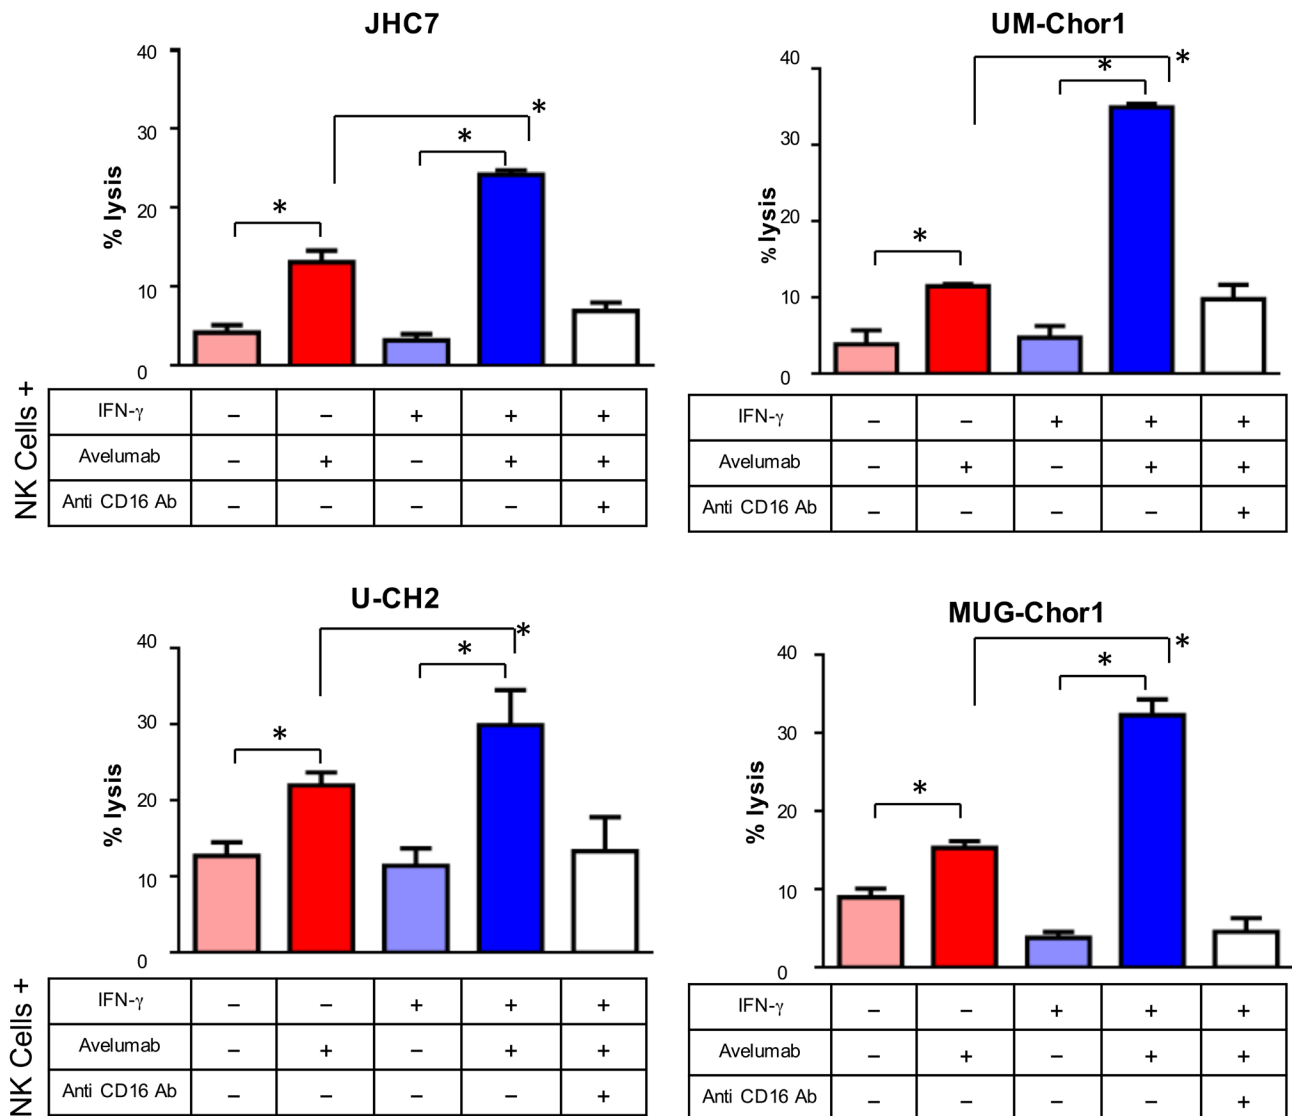 JHC7
40
30
20
10
0
% lysis
* * *
NK Cells +
IFN-γ − − + + +
Avelumab − + − + +
Anti CD16 Ab − − − − +
UM-Chor1
40
30
20
10
0
% lysis
* * *
IFN-γ − − + + +
Avelumab − + − + +
Anti CD16 Ab − − − − +
U-CH2
40
30
20
10
0
% lysis
* * *
NK Cells +
IFN-γ − − + + +
Avelumab − + − + +
Anti CD16 Ab − − − − +
MUG-Chor1
40
30
20
10
0
% lysis
* * *
IFN-γ − − + + +
Avelumab − + − + +
Anti CD16 Ab − − − − +